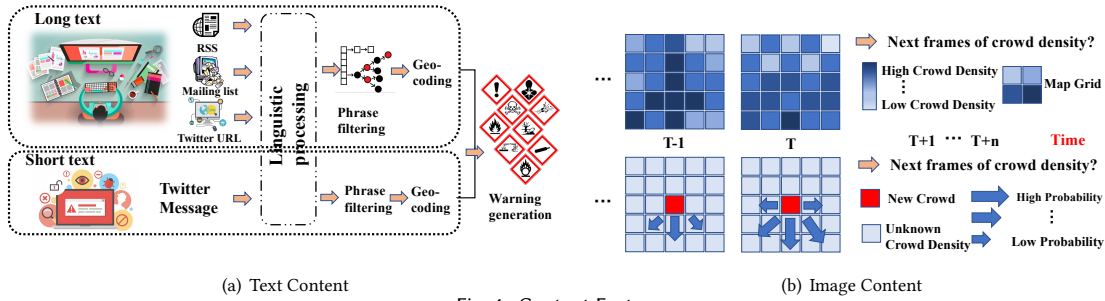 Long text
RSS
Mailing list
Twitter URL
Linguistic
processing
Phrase
filtering
Geo-
coding
Short text
Twitter
Message
Phrase
filtering
Geo-
coding
Warning
generation
(a) Text Content
...
T-1
T
Next frames of crowd density?
High Crowd Density
Low Crowd Density
Map Grid
T+1 ... T+n Time
...
Next frames of crowd density?
New Crowd
Unknown
Crowd Density
High Probability
Low Probability
(b) Image Content